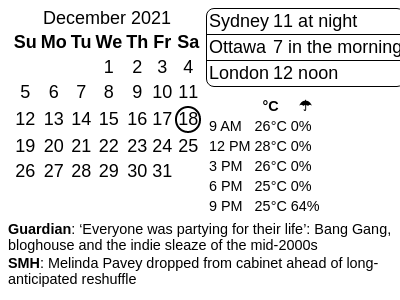 December 2021
Su Mo Tu We Th Fr Sa
1 2 3 4
5 6 7 8 9 10 11
12 13 14 15 16 17 18
19 20 21 22 23 24 25
26 27 28 29 30 31
Sydney 11 at night
Ottawa 7 in the morning
London 12 noon
°C ☂
9 AM 26°C 0%
12 PM 28°C 0%
3 PM 26°C 0%
6 PM 25°C 0%
9 PM 25°C 64%
Guardian: ‘Everyone was partying for their life’: Bang Gang,
bloghouse and the indie sleaze of the mid-2000s
SMH: Melinda Pavey dropped from cabinet ahead of long-
anticipated reshuffle